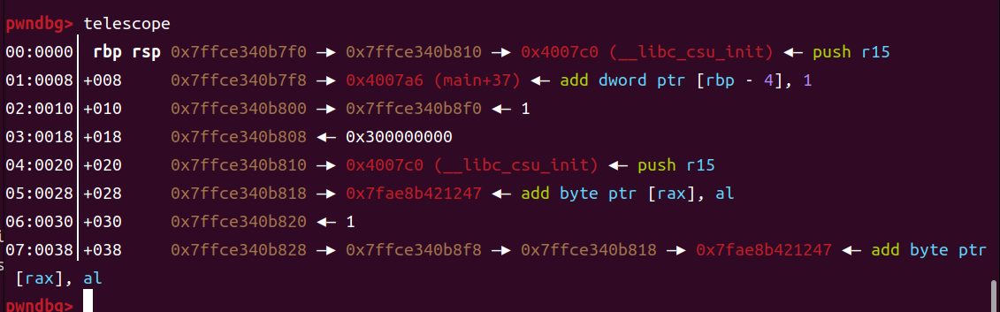 pwndbg> telescope
00:0000│ rbp rsp 0x7ffce340b7f0 —▸ 0x7ffce340b810 —▸ 0x4007c0 (__libc_csu_init) ◂— push r15
01:0008│ +008 0x7ffce340b7f8 —▸ 0x4007a6 (main+37) ◂— add dword ptr [rbp - 4], 1
02:0010│ +010 0x7ffce340b800 —▸ 0x7ffce340b8f0 ◂— 1
03:0018│ +018 0x7ffce340b808 ◂— 0x300000000
04:0020│ +020 0x7ffce340b810 —▸ 0x4007c0 (__libc_csu_init) ◂— push r15
05:0028│ +028 0x7ffce340b818 —▸ 0x7fae8b421247 ◂— add byte ptr [rax], al
06:0030│ +030 0x7ffce340b820 ◂— 1
07:0038│ +038 0x7ffce340b828 —▸ 0x7ffce340b8f8 —▸ 0x7ffce340b818 —▸ 0x7fae8b421247 ◂— add byte ptr
[rax], al
pwndbg>